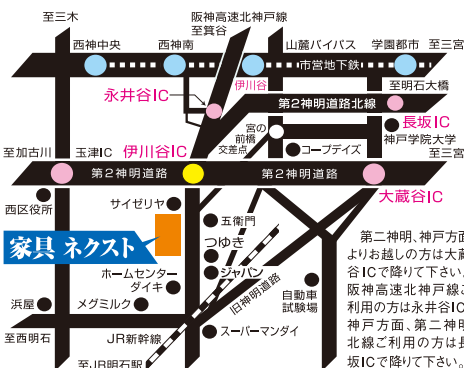 至三木
阪神高速北神戸線
至箕谷
西神中央
西神南
山麓バイパス
学園都市
至三宮
市営地下鉄
伊川谷
永井谷IC
至明石大橋
第2神明道路北線
長坂IC
宮の
前橋
交差点
コープデイズ
神戸学院大学
至加古川
玉津IC
伊川谷IC
至三宮
第2神明道路
第2神明道路
大蔵谷IC
西区役所
サイゼリヤ
五衛門
家具 ネクスト
つゆき
ジャパン
ホームセンター
ダイキ
旧神明道路
自動車
試験場
浜屋
メグミルク
至西明石
JR新幹線
スーパーマンダイ
至JR明石駅
第二神明、神戸方面
よりお越しの方は大蔵
谷ICで降りて下さい。
阪神高速北神戸線ご
利用の方は永井谷IC、
神戸方面、第二神明
北線ご利用の方は長
坂ICで降りて下さい。